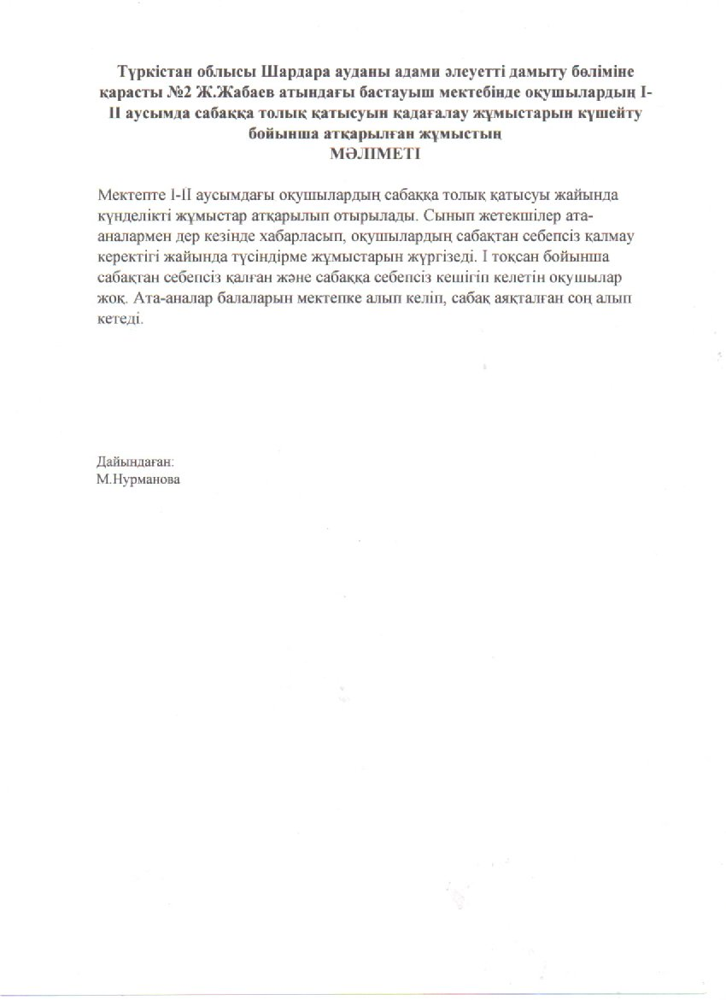 Түркістан облысы Шардара ауданы адами әлеуетті дамыту бөліміне
қарасты №2 Ж.Жабаев атындағы бастауыш мектебінде оқушылардың I-
II аусымда сабаққа толық қатысуын қадағалау жұмыстарын күшейту
бойынша атқарылған жұмыстың
МӘЛІМЕТІ
Мектепте I-II аусымдағы оқушылардың сабаққа толық қатысуы жайында
күнделікті жұмыстар атқарылып отырылады. Сынып жетекшілер ата-
аналармен дер кезінде хабарласып, оқушылардың сабақтан себепсіз қалмау
керектігі жайында түсіндірме жұмыстарын жүргізеді. I тоқсан бойынша
сабақтан себепсіз қалған және сабаққа себепсіз кешігіп келетін оқушылар
жоқ. Ата-аналар балаларын мектепке алып келіп, сабақ аяқталған соң алып
кетеді.
Дайындаған:
М.Нурманова